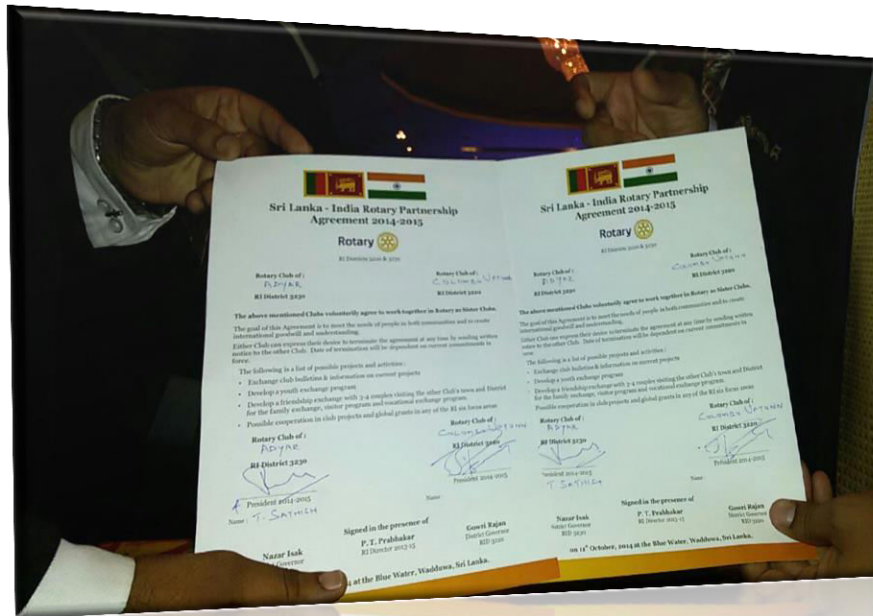 Sri Lanka - India Rotary Partnership
Agreement 2014-2015
Rotary
RI Districts 3220 & 3230
Rotary Club of :
ADYAR
RI District 3230
Rotary Club of :
COLOMBO
RI District 3220
The above mentioned Clubs voluntarily agree to work together in Rotary as Sister Clubs.
The goal of this Agreement is to meet the needs of people in both communities and to create
international goodwill and understanding.
Either Club can express their desire to terminate the agreement at any time by sending written
notice to the other Club. Date of termination will be dependent on current commitments in
force.
The following is a list of possible projects and activities :
• Exchange club bulletins & information on current projects
• Develop a youth exchange program
• Develop a friendship exchange with 3-4 couples visiting the other Club's town and District
for the family exchange, visitor program and vocational exchange program.
• Possible cooperation in club projects and global grants in any of the RI six focus areas
Rotary Club of :
ADYAR
RI District 3230
President 2014-2015
Name : T. SATHISH
Rotary Club of :
COLOMBO
RI District 3220
President 2014-2015
Name :
Signed in the presence of
Nazar Isak
Governor
P. T. Prabhakar
RI Director 2013-15
Gowri Rajan
District Governor
RID 3220
at the Blue Water, Wadduwa, Sri Lanka.
Sri Lanka - India Rotary Partnership
Agreement 2014-2015
Rotary
RI Districts 3220 & 3230
Rotary Club of :
ADYAR
RI District 3230
Rotary Club of :
COLOMBO
RI District 3220
The above mentioned Clubs voluntarily agree to work together in Rotary as Sister Clubs.
The goal of this Agreement is to meet the needs of people in both communities and to create
international goodwill and understanding.
Either Club can express their desire to terminate the agreement at any time by sending written
notice to the other Club. Date of termination will be dependent on current commitments in
force.
The following is a list of possible projects and activities :
• Exchange club bulletins & information on current projects
• Develop a youth exchange program
• Develop a friendship exchange with 3-4 couples visiting the other Club's town and District
for the family exchange, visitor program and vocational exchange program.
Possible cooperation in club projects and global grants in any of the RI six focus areas
Rotary Club of :
ADYAR
RI District 3230
President 2014-2015
T. SATHISH
Rotary Club of :
COLOMBO
RI District 3220
President 2014-2015
Name :
Signed in the presence of
Nazar Isak
District Governor
RID 3230
P. T. Prabhakar
RI Director 2013-15
Gowri Rajan
District Governor
RID 3220
on 11th October, 2014 at the Blue Water, Wadduwa, Sri Lanka.